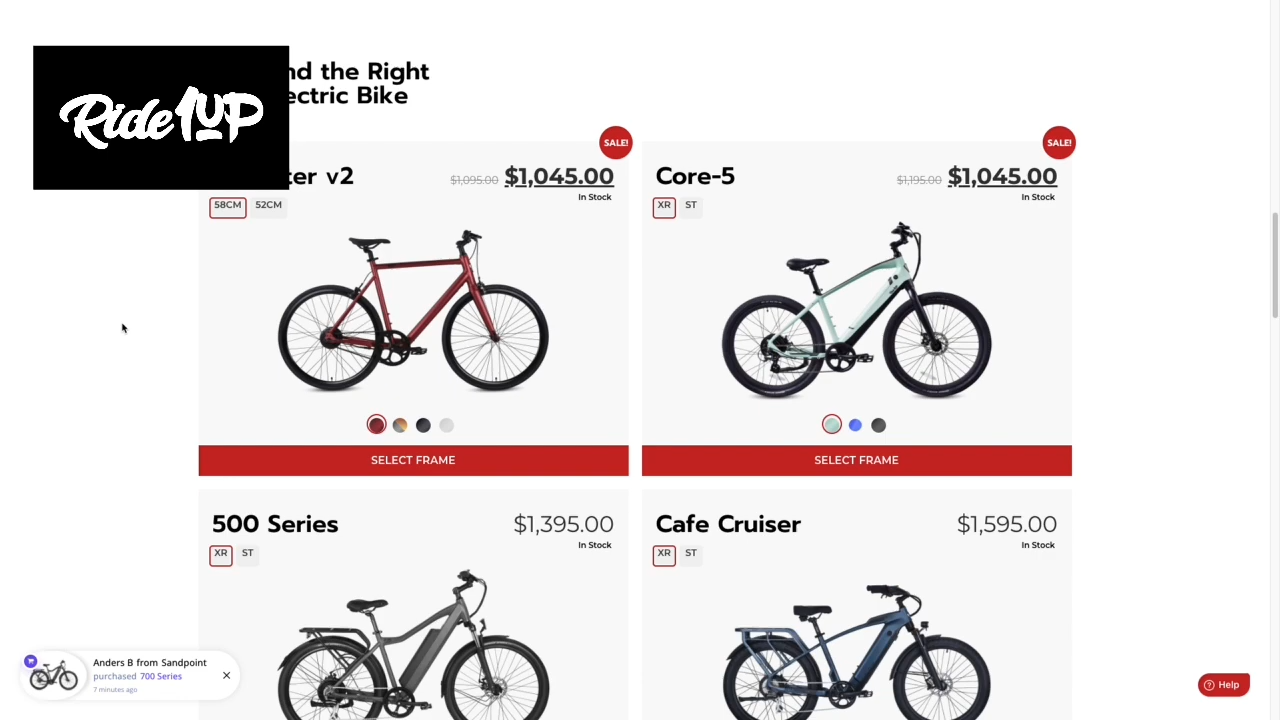 Ride1UP
nd the Right
ectric Bike
SALE!
ter v2
$1,095.00 $1,045.00
In Stock
58CM 52CM
SELECT FRAME
SALE!
Core-5
$1,195.00 $1,045.00
In Stock
XR ST
SELECT FRAME
500 Series
$1,395.00
In Stock
XR ST
Cafe Cruiser
$1,595.00
In Stock
XR ST
Anders B from Sandpoint
purchased 700 Series
7 minutes ago
Help